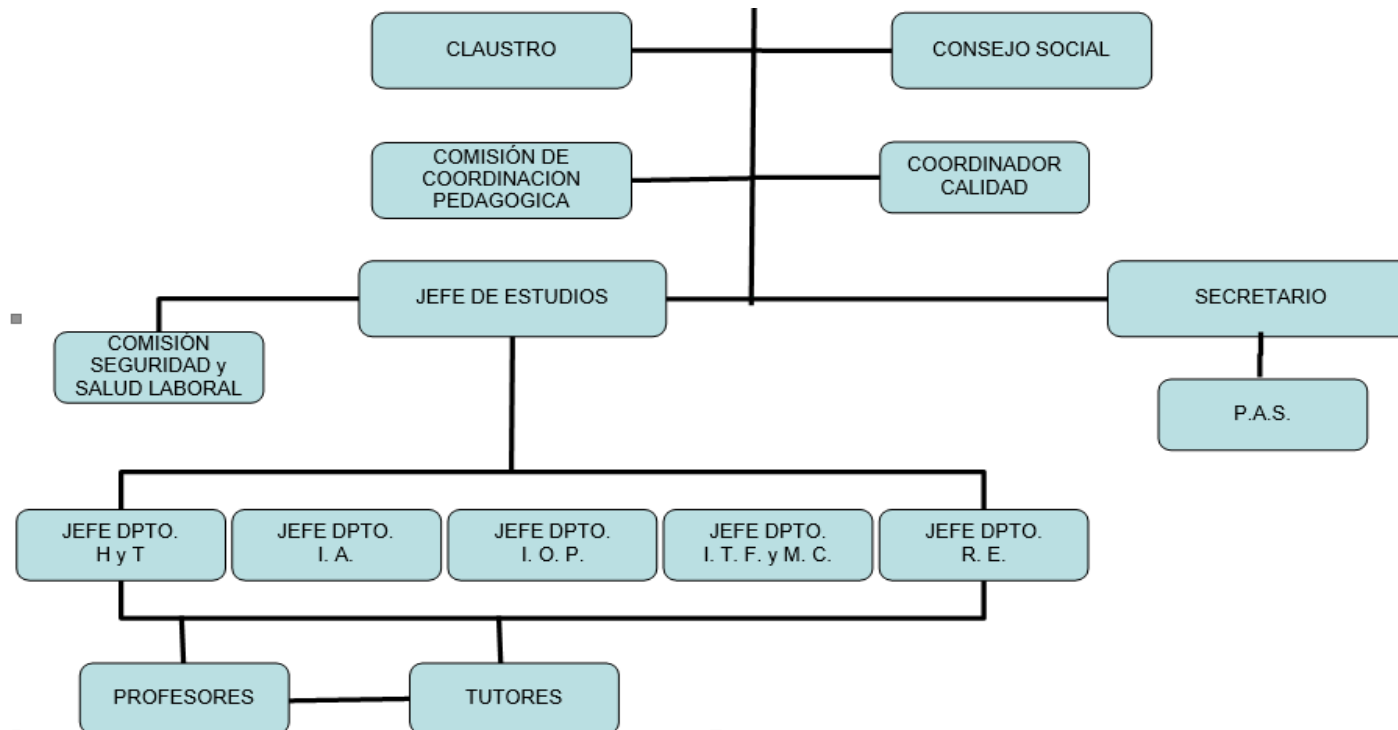 CLAUSTRO
CONSEJO SOCIAL
COMISIÓN DE
COORDINACION
PEDAGOGICA
COORDINADOR
CALIDAD
JEFE DE ESTUDIOS
SECRETARIO
COMISIÓN
SEGURIDAD y
SALUD LABORAL
P.A.S.
JEFE DPTO.
H y T
JEFE DPTO.
I. A.
JEFE DPTO.
I. O. P.
JEFE DPTO.
I. T. F. y M. C.
JEFE DPTO.
R. E.
PROFESORES
TUTORES